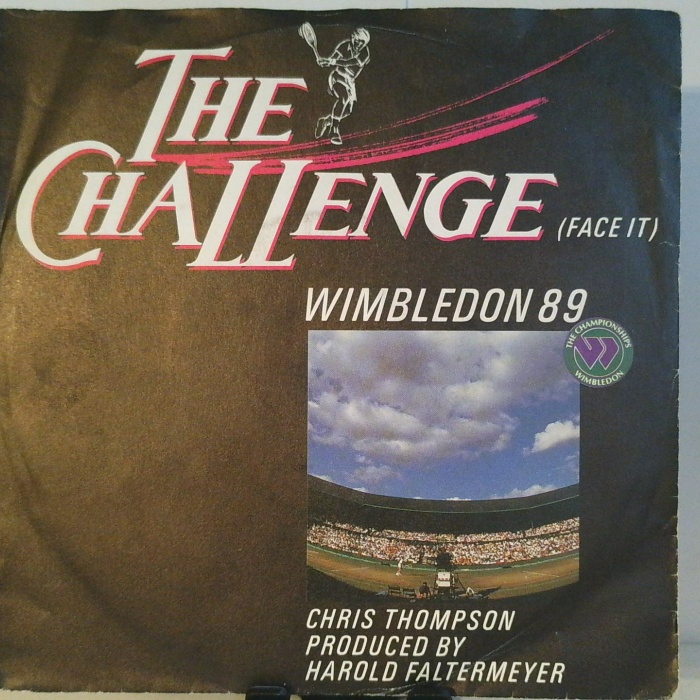 THE
CHALLENGE (FACE IT)
WIMBLEDON 89
THE CHAMPIONSHIPS
WIMBLEDON
CHRIS THOMPSON
PRODUCED BY
HAROLD FALTERMEYER